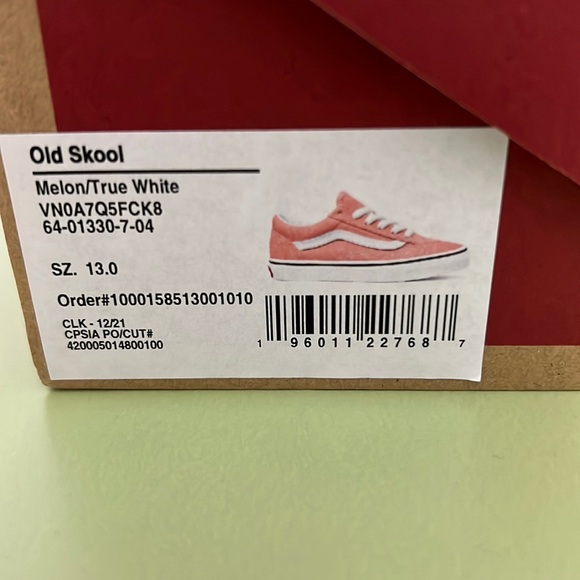 Old Skool
Melon/True White
VN0A7Q5FCK8
64-01330-7-04
SZ. 13.0
Order#1000158513001010
CLK - 12/21
CPSIA PO/CUT#
420005014800100
1 96011 22768 7